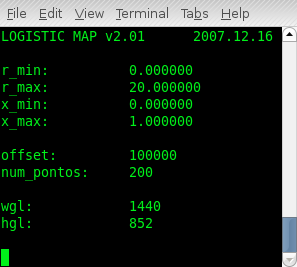 File Edit View Terminal Tabs Help
LOGISTIC MAP v2.01 2007.12.16
r_min: 0.000000
r_max: 20.000000
x_min: 0.000000
x_max: 1.000000
offset: 100000
num_pontos: 200
wgl: 1440
hgl: 852